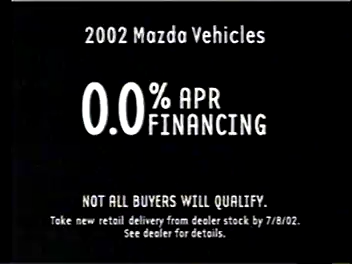 2002 Mazda Vehicles
0.0% APR
FINANCING
NOT ALL BUYERS WILL QUALIFY.
Take new retail delivery from dealer stock by 7/8/02.
See dealer for details.